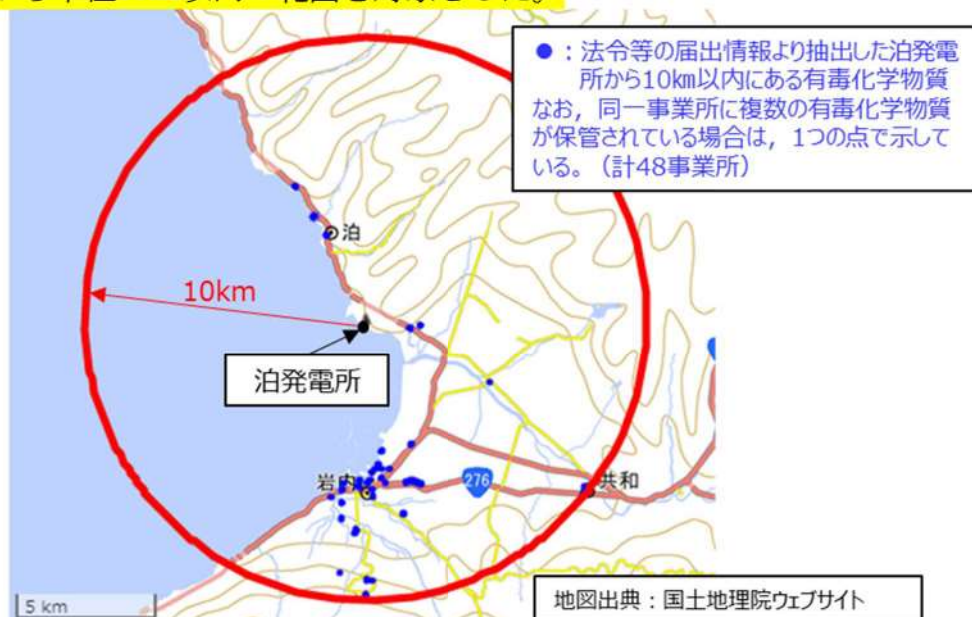 ●：法令等の届出情報より抽出した泊発電
所から10km以内にある有毒化学物質
なお，同一事業所に複数の有毒化学物質
が保管されている場合は，1つの点で示して
いる。（計48事業所）
泊
10km
泊発電所
岩内
276
共和
5 km
地図出典：国土地理院ウェブサイト